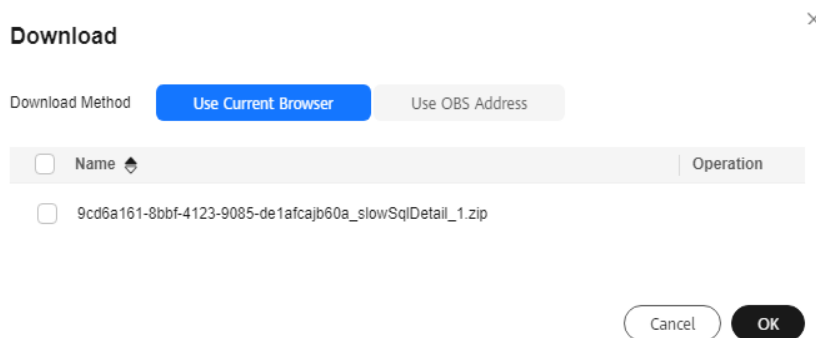 Download
Download Method Use Current Browser Use OBS Address
Name Operation
9cd6a161-8bbf-4123-9085-de1afcajb60a_slowSqlDetail_1.zip
Cancel OK